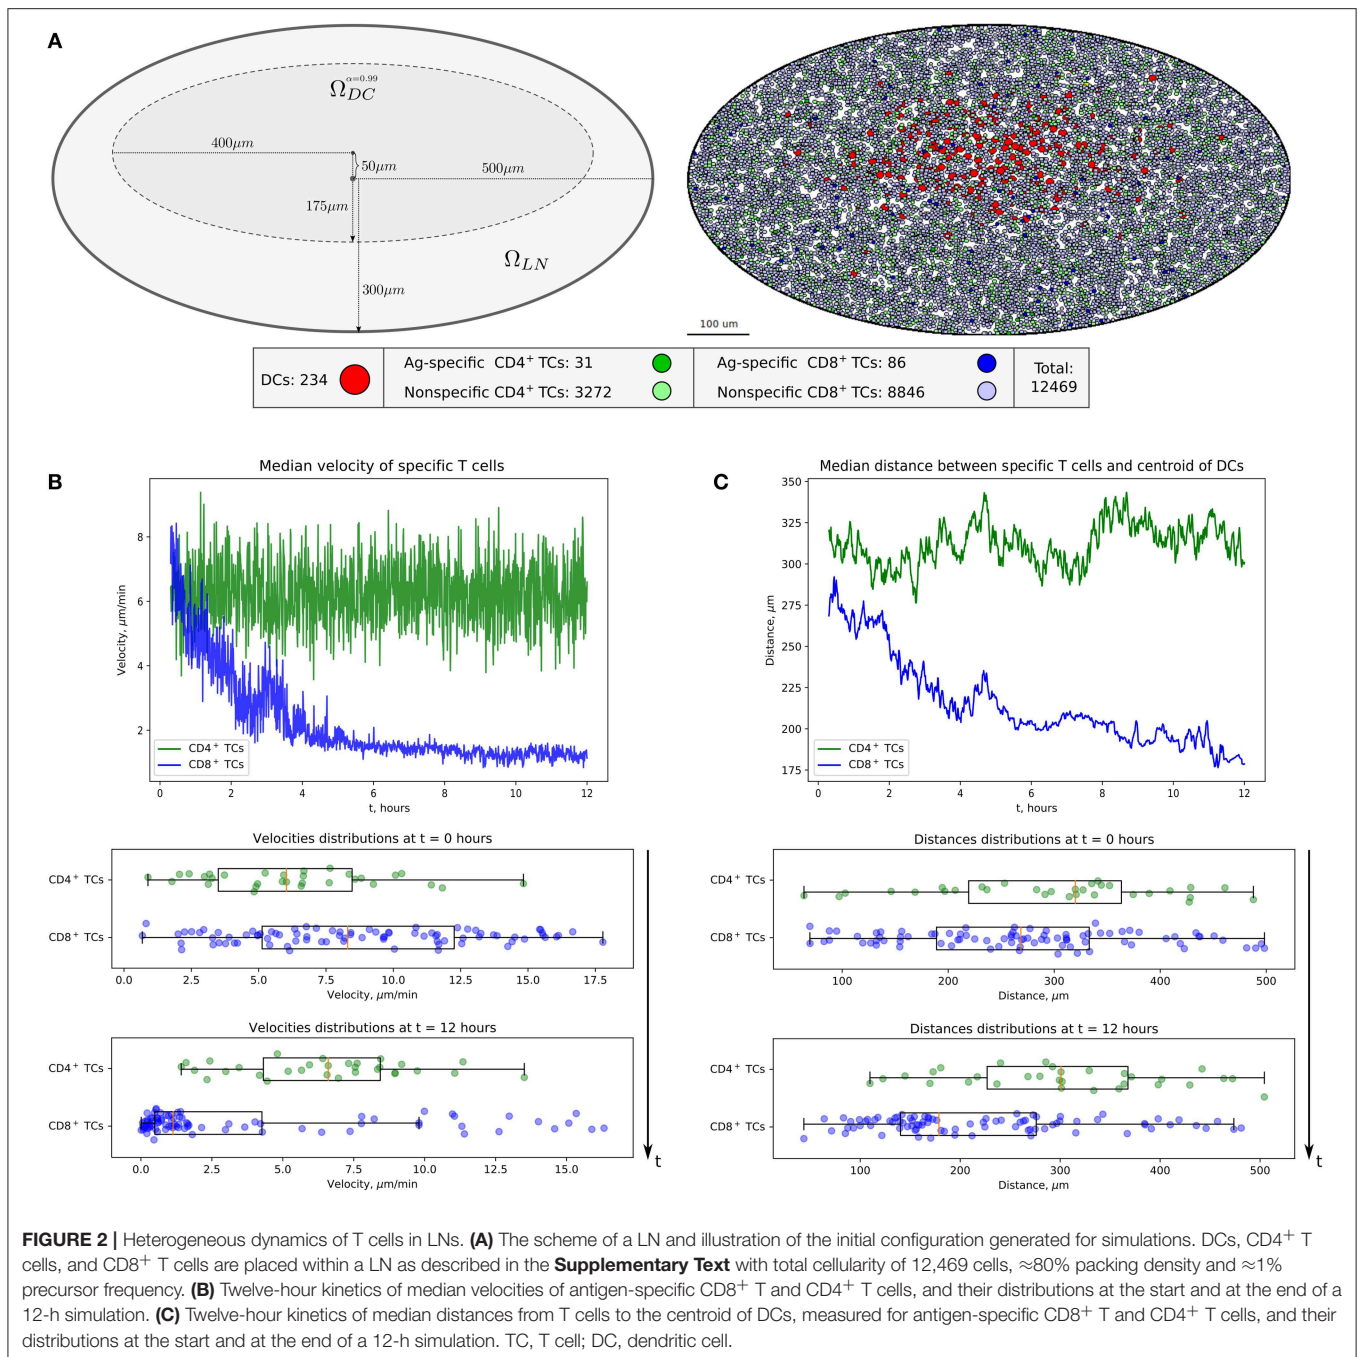 A
Ω_DC^α=0.99
400μm
50μm
500μm
175μm
Ω_LN
300μm
100 um
DCs: 234
Ag-specific CD4+ TCs: 31
Ag-specific CD8+ TCs: 86
Total:
12469
Nonspecific CD4+ TCs: 3272
Nonspecific CD8+ TCs: 8846
B
Median velocity of specific T cells
8
6
4
2
Velocity, μm/min
CD4+ TCs
CD8+ TCs
0 2 4 6 8 10 12
t, hours
C
Median distance between specific T cells and centroid of DCs
350
325
300
275
250
225
200
175
Distance, μm
CD4+ TCs
CD8+ TCs
0 2 4 6 8 10 12
t, hours
Velocities distributions at t = 0 hours
CD4+ TCs
CD8+ TCs
0.0 2.5 5.0 7.5 10.0 12.5 15.0 17.5
Velocity, μm/min
Velocities distributions at t = 12 hours
CD4+ TCs
CD8+ TCs
0.0 2.5 5.0 7.5 10.0 12.5 15.0
Velocity, μm/min
t
Distances distributions at t = 0 hours
CD4+ TCs
CD8+ TCs
100 200 300 400 500
Distance, μm
Distances distributions at t = 12 hours
CD4+ TCs
CD8+ TCs
100 200 300 400 500
Distance, μm
t
FIGURE 2 | Heterogeneous dynamics of T cells in LNs. (A) The scheme of a LN and illustration of the initial configuration generated for simulations. DCs, CD4+ T
cells, and CD8+ T cells are placed within a LN as described in the Supplementary Text with total cellularity of 12,469 cells, ≈80% packing density and ≈1%
precursor frequency. (B) Twelve-hour kinetics of median velocities of antigen-specific CD8+ T and CD4+ T cells, and their distributions at the start and at the end of a
12-h simulation. (C) Twelve-hour kinetics of median distances from T cells to the centroid of DCs, measured for antigen-specific CD8+ T and CD4+ T cells, and their
distributions at the start and at the end of a 12-h simulation. TC, T cell; DC, dendritic cell.